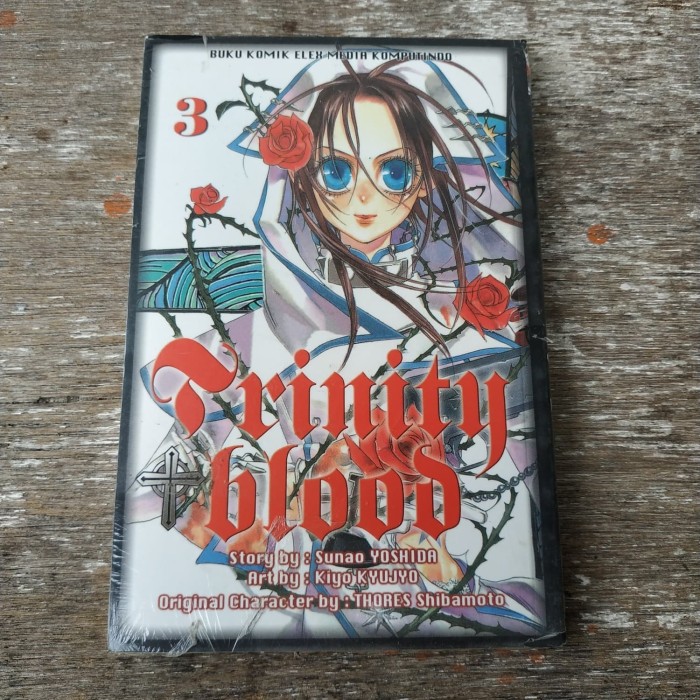 BUKU KOMIK ELEX MEDIA KOMPUTINDO
3
Trinity
blood
Story by : Sunao YOSHIDA
Art by : Kiyo KYUJYO
Original Character by : THORES Shibamoto